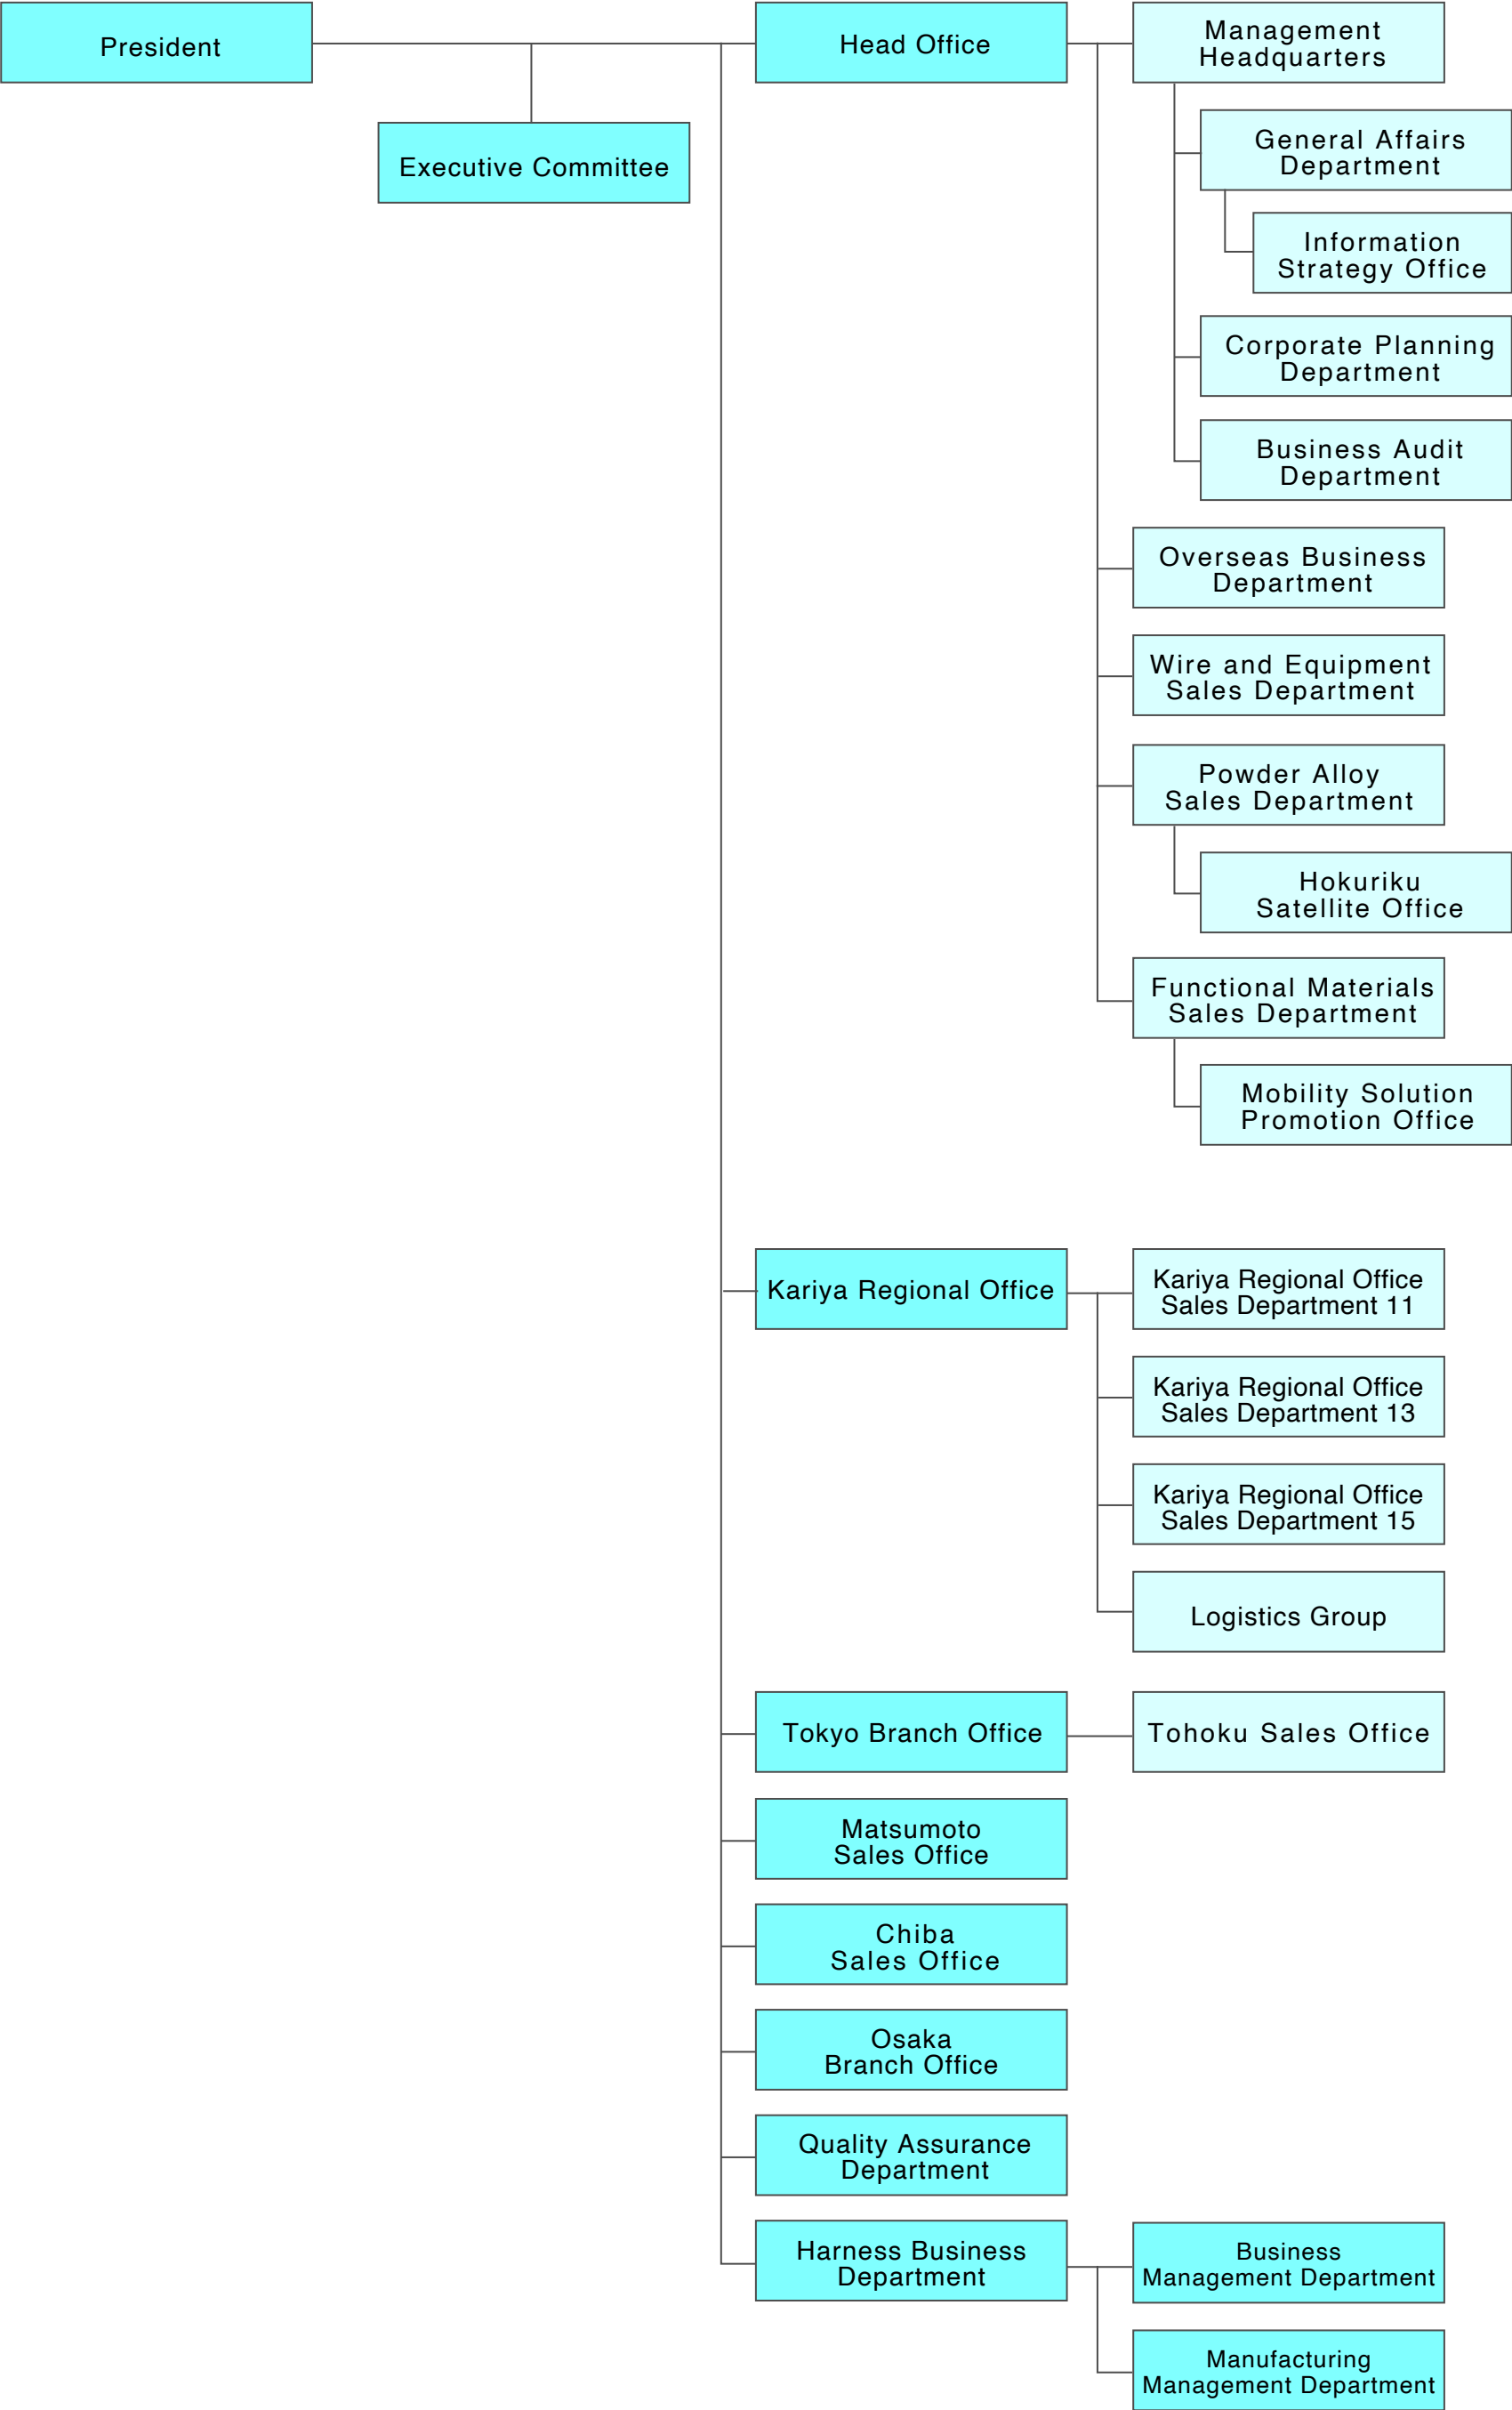 President
Head Office
Management
Headquarters
Executive Committee
General Affairs
Department
Information
Strategy Office
Corporate Planning
Department
Business Audit
Department
Overseas Business
Department
Wire and Equipment
Sales Department
Powder Alloy
Sales Department
Hokuriku
Satellite Office
Functional Materials
Sales Department
Mobility Solution
Promotion Office
Kariya Regional Office
Kariya Regional Office
Sales Department 11
Kariya Regional Office
Sales Department 13
Kariya Regional Office
Sales Department 15
Logistics Group
Tokyo Branch Office
Tohoku Sales Office
Matsumoto
Sales Office
Chiba
Sales Office
Osaka
Branch Office
Quality Assurance
Department
Harness Business
Department
Business
Management Department
Manufacturing
Management Department